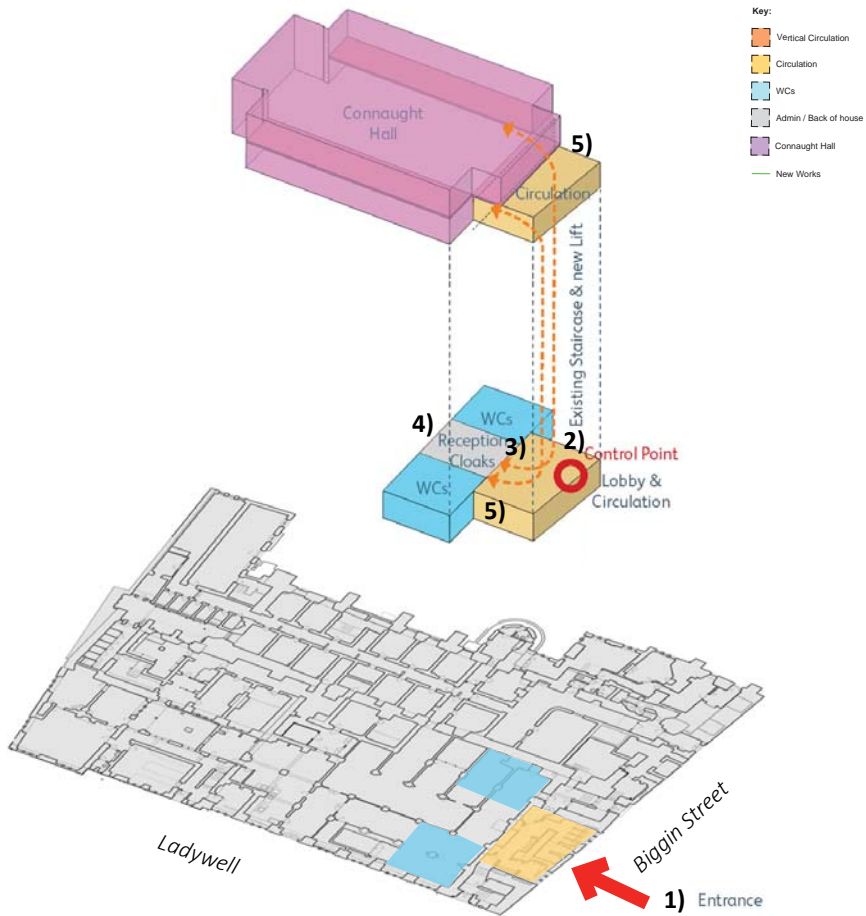 Key:
Vertical Circulation
Circulation
WCs
Admin / Back of house
Connaught Hall
New Works
Connaught
Hall
5)
Circulation
Existing Staircase & new Lift
4)
WCs
Reception
Cloaks
3)
2)
Control Point
WCs
Lobby &
Circulation
5)
Ladywell
Biggin Street
1) Entrance